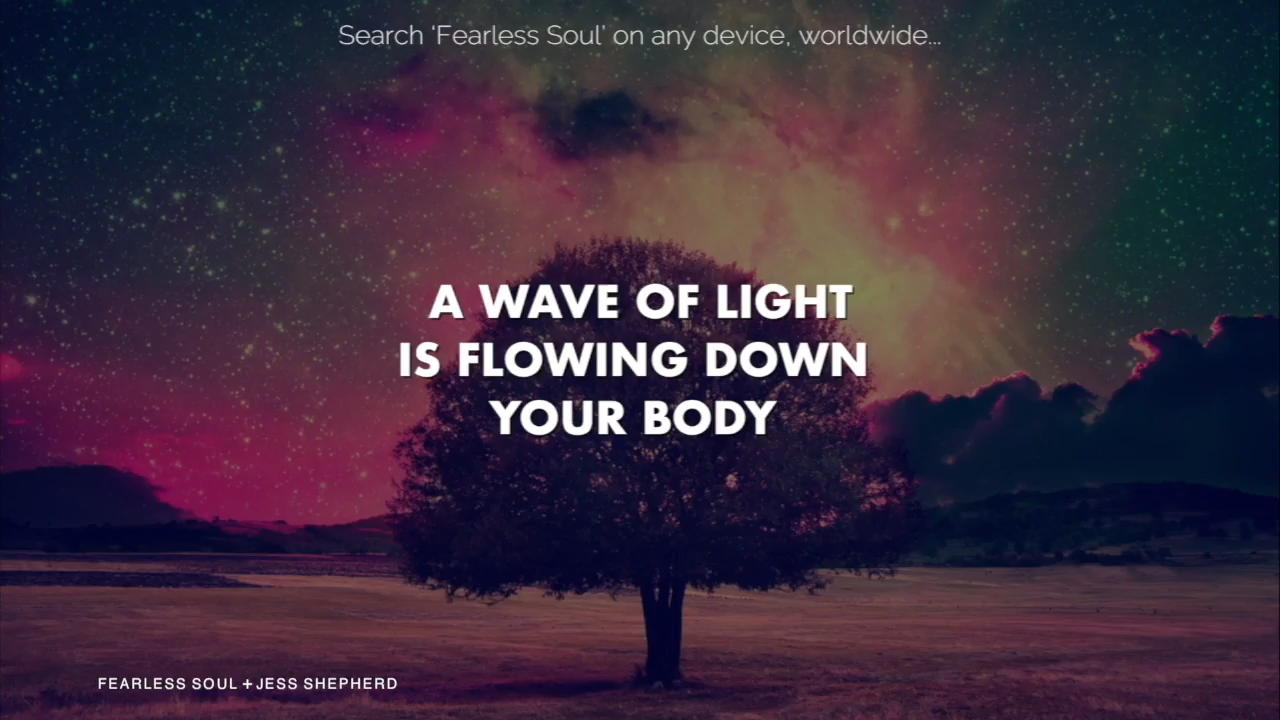 Search 'Fearless Soul' on any device, worldwide...
A WAVE OF LIGHT
IS FLOWING DOWN
YOUR BODY
FEARLESS SOUL + JESS SHEPHERD